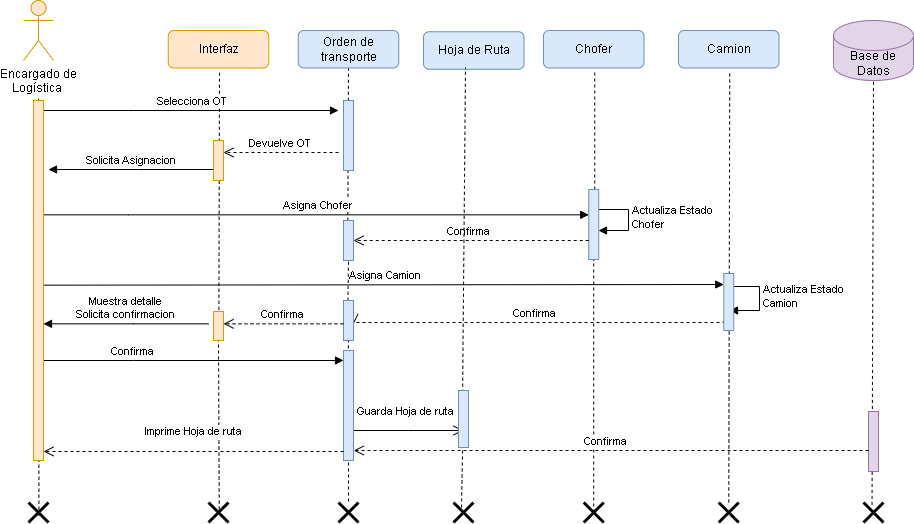 Encargado de
Logística
Interfaz
Orden de
transporte
Hoja de Ruta
Chofer
Camion
Base de
Datos
Selecciona OT
Devuelve OT
Solicita Asignacion
Asigna Chofer
Actualiza Estado
Chofer
Confirma
Asigna Camion
Actualiza Estado
Camion
Muestra detalle
Solicita confirmacion
Confirma
Confirma
Confirma
Guarda Hoja de ruta
Imprime Hoja de ruta
Confirma